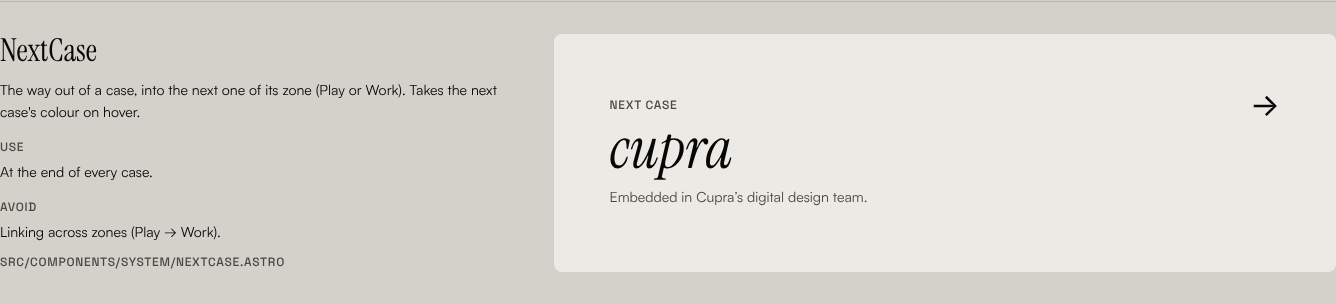 NextCase
The way out of a case, into the next one of its zone (Play or Work). Takes the next
case's colour on hover.
USE
At the end of every case.
AVOID
Linking across zones (Play → Work).
SRC/COMPONENTS/SYSTEM/NEXTCASE.ASTRO
NEXT CASE
cupra
Embedded in Cupra’s digital design team.